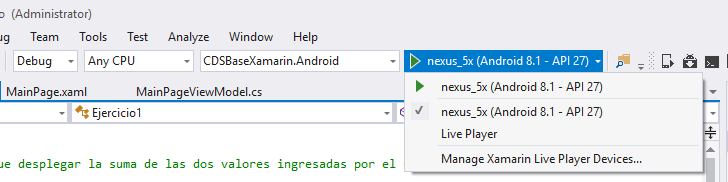 o   (Administrator)
ug Team Tools Test Analyze Window Help
Debug Any CPU CDSBaseXamarin.Android nexus_5x (Android 8.1 - API 27)
MainPage.xaml MainPageViewModel.cs
nexus_5x (Android 8.1 - API 27)
Ejercicio1
nexus_5x (Android 8.1 - API 27)
Live Player
ue desplegar la suma de las dos valores ingresadas por el
Manage Xamarin Live Player Devices...